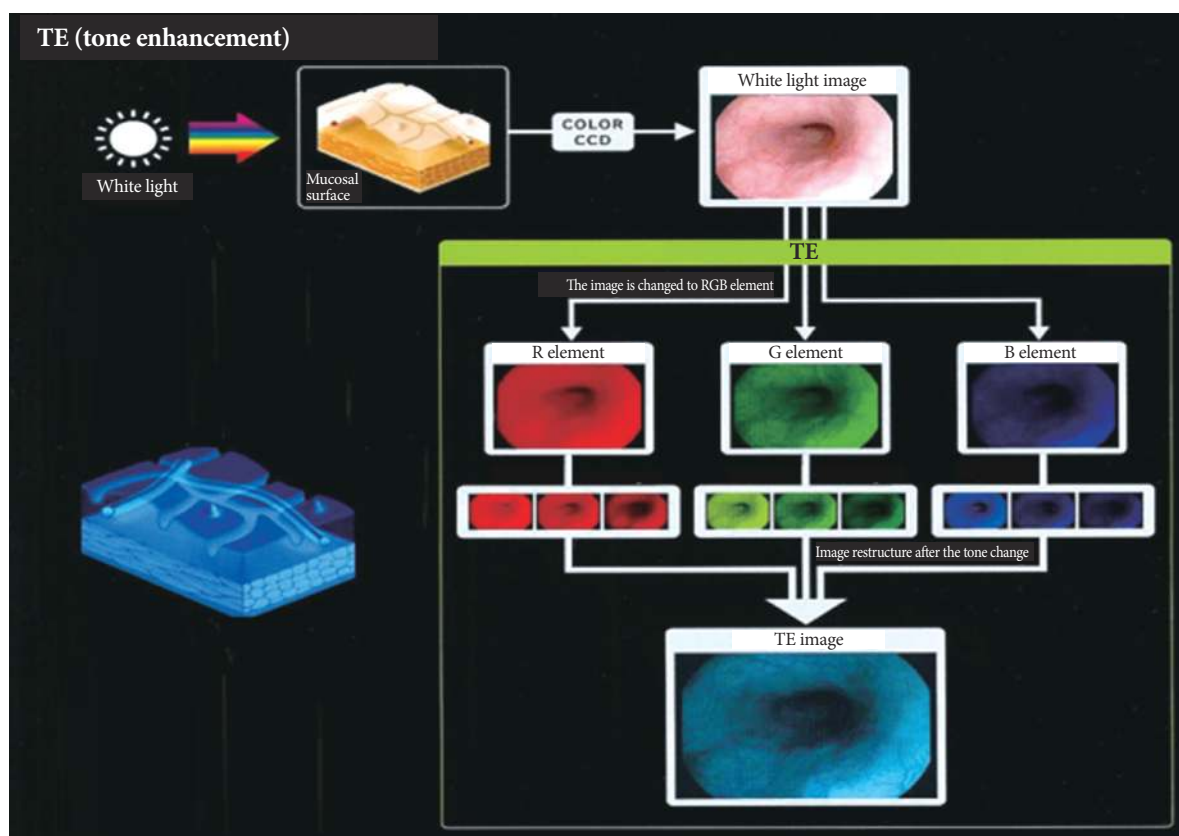 TE (tone enhancement)
White light
Mucosal
surface
COLOR
CCD
White light image
TE
The image is changed to RGB element
R element
G element
B element
Image restructure after the tone change
TE image